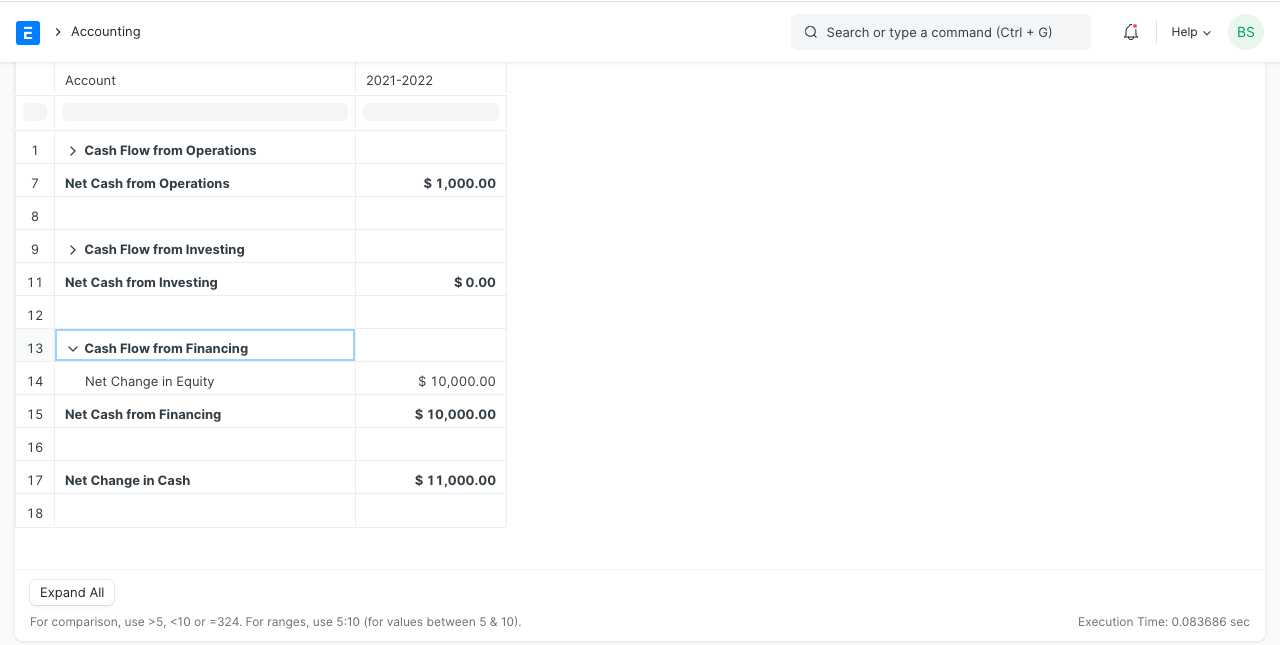 E Accounting Search or type a command (Ctrl + G) Help BS
Account 2021-2022
1 Cash Flow from Operations
7 Net Cash from Operations $ 1,000.00
8
9 Cash Flow from Investing
11 Net Cash from Investing $ 0.00
12
13 Cash Flow from Financing
14 Net Change in Equity $ 10,000.00
15 Net Cash from Financing $ 10,000.00
16
17 Net Change in Cash $ 11,000.00
18
Expand All
For comparison, use >5, <10 or =324. For ranges, use 5:10 (for values between 5 & 10). Execution Time: 0.083686 sec